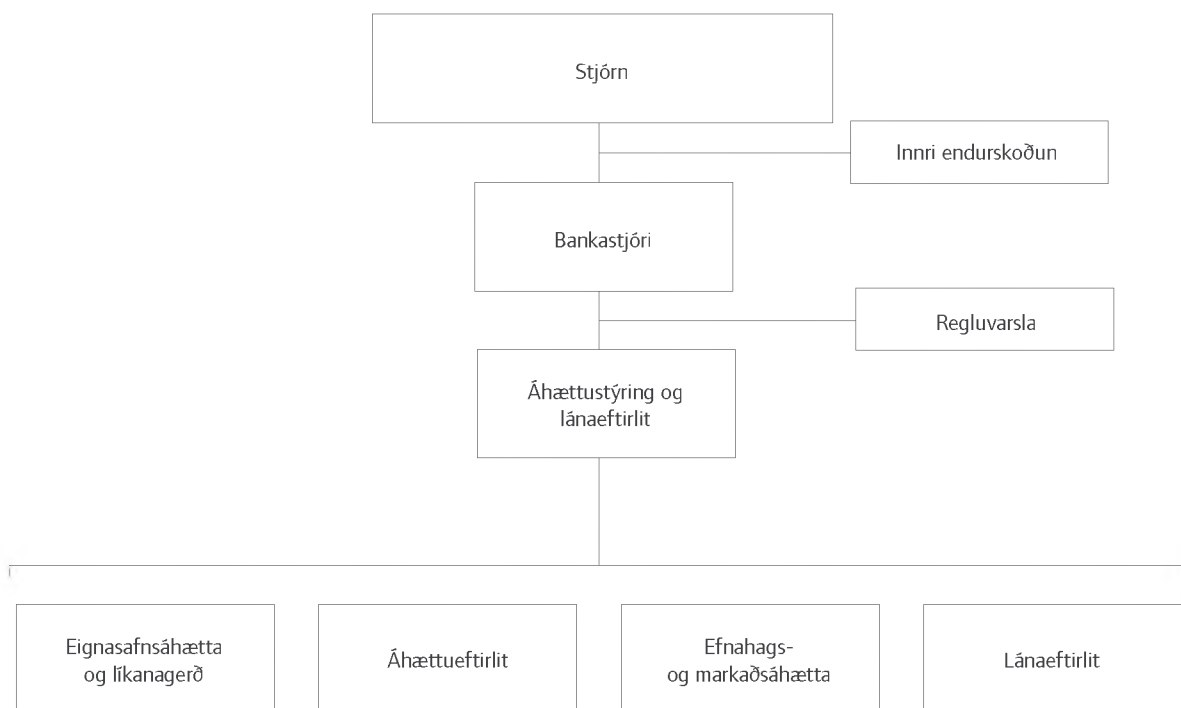 Stjórn
Innri endurskoðun
Bankastjóri
Regluvarsla
Áhættustýring og
lánaeftirlit
Eignasafnsáhætta
og líkanagerð
Áhættueftirlit
Efnahags-
og markaðsáhætta
Lánaeftirlit